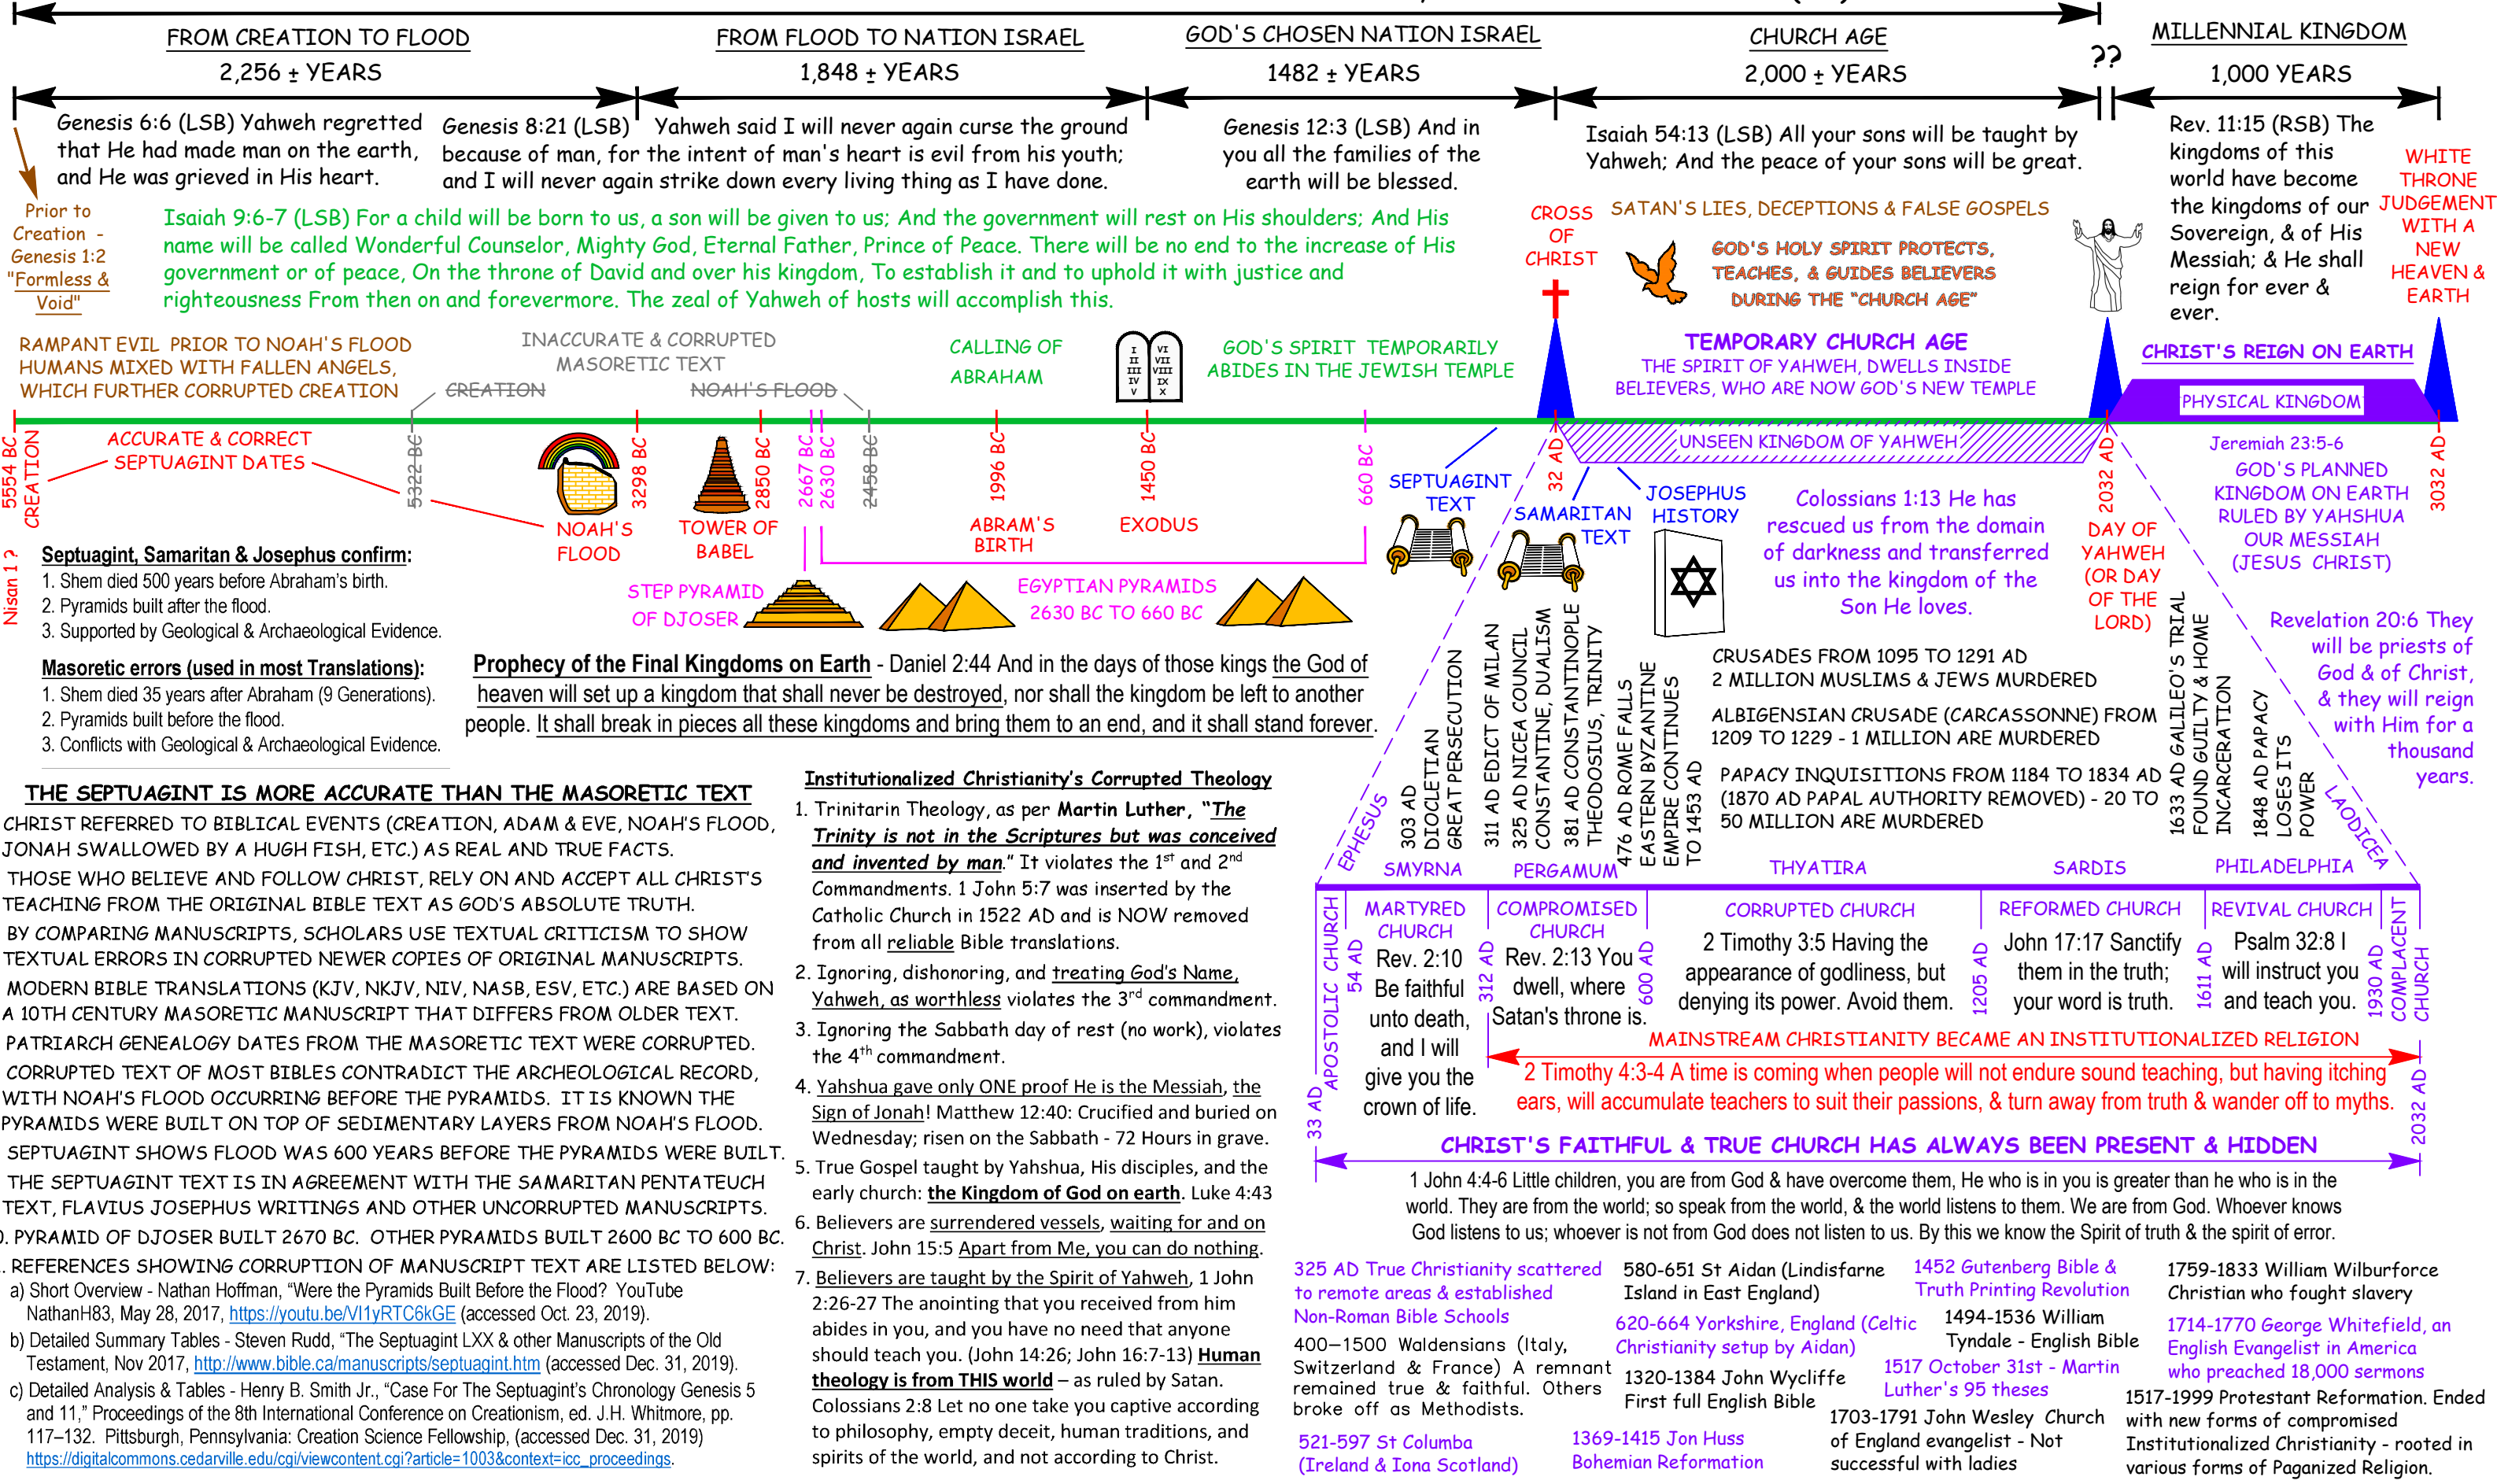 FROM CREATION TO FLOOD
2,256 ± YEARS
FROM FLOOD TO NATION ISRAEL
1,848 ± YEARS
GOD'S CHOSEN NATION ISRAEL
1482 ± YEARS
CHURCH AGE
2,000 ± YEARS
??
MILLENNIAL KINGDOM
1,000 YEARS
Genesis 6:6 (LSB) Yahweh regretted
that He had made man on the earth,
and He was grieved in His heart.
Genesis 8:21 (LSB) Yahweh said I will never again curse the ground
because of man, for the intent of man's heart is evil from his youth;
and I will never again strike down every living thing as I have done.
Genesis 12:3 (LSB) And in
you all the families of the
earth will be blessed.
Isaiah 54:13 (LSB) All your sons will be taught by
Yahweh; And the peace of your sons will be great.
Rev. 11:15 (RSB) The
kingdoms of this
world have become
the kingdoms of our
Sovereign, & of His
Messiah; & He shall
reign for ever &
ever.
WHITE
THRONE
JUDGEMENT
WITH A
NEW
HEAVEN &
EARTH
Prior to
Creation -
Genesis 1:2
"Formless &
Void"
Isaiah 9:6-7 (LSB) For a child will be born to us, a son will be given to us; And the government will rest on His shoulders; And His
name will be called Wonderful Counselor, Mighty God, Eternal Father, Prince of Peace. There will be no end to the increase of His
government or of peace, On the throne of David and over his kingdom, To establish it and to uphold it with justice and
righteousness From then on and forevermore. The zeal of Yahweh of hosts will accomplish this.
CROSS
OF
CHRIST
SATAN'S LIES, DECEPTIONS & FALSE GOSPELS
GOD'S HOLY SPIRIT PROTECTS,
TEACHES, & GUIDES BELIEVERS
DURING THE "CHURCH AGE"
RAMPANT EVIL PRIOR TO NOAH'S FLOOD
HUMANS MIXED WITH FALLEN ANGELS,
WHICH FURTHER CORRUPTED CREATION
INACCURATE & CORRUPTED
MASORETIC TEXT
CREATION
NOAH'S FLOOD
CALLING OF
ABRAHAM
I
II
III
IV
V
VI
VII
VIII
IX
X
GOD'S SPIRIT TEMPORARILY
ABIDES IN THE JEWISH TEMPLE
TEMPORARY CHURCH AGE
THE SPIRIT OF YAHWEH, DWELLS INSIDE
BELIEVERS, WHO ARE NOW GOD'S NEW TEMPLE
CHRIST'S REIGN ON EARTH
PHYSICAL KINGDOM
5554 BC
CREATION
Nisan 1 ?
ACCURATE & CORRECT
SEPTUAGINT DATES
5322 BC
NOAH'S
FLOOD
3298 BC
TOWER OF
BABEL
2850 BC
2667 BC
2630 BC
2458 BC
1996 BC
ABRAM'S
BIRTH
1450 BC
EXODUS
660 BC
SEPTUAGINT
TEXT
32 AD
UNSEEN KINGDOM OF YAHWEH
SAMARITAN
TEXT
JOSEPHUS
HISTORY
Colossians 1:13 He has
rescued us from the domain
of darkness and transferred
us into the kingdom of the
Son He loves.
2032 AD
DAY OF
YAHWEH
(OR DAY
OF THE
LORD)
Jeremiah 23:5-6
GOD'S PLANNED
KINGDOM ON EARTH
RULED BY YAHSHUA
OUR MESSIAH
(JESUS CHRIST)
3032 AD
Revelation 20:6 They
will be priests of
God & of Christ,
& they will reign
with Him for a
thousand
years.
STEP PYRAMID
OF DJOSER
EGYPTIAN PYRAMIDS
2630 BC TO 660 BC
Septuagint, Samaritan & Josephus confirm:
1. Shem died 500 years before Abraham's birth.
2. Pyramids built after the flood.
3. Supported by Geological & Archaeological Evidence.
Masoretic errors (used in most Translations):
1. Shem died 35 years after Abraham (9 Generations).
2. Pyramids built before the flood.
3. Conflicts with Geological & Archaeological Evidence.
Prophecy of the Final Kingdoms on Earth - Daniel 2:44 And in the days of those kings the God of
heaven will set up a kingdom that shall never be destroyed, nor shall the kingdom be left to another
people. It shall break in pieces all these kingdoms and bring them to an end, and it shall stand forever.
THE SEPTUAGINT IS MORE ACCURATE THAN THE MASORETIC TEXT
CHRIST REFERRED TO BIBLICAL EVENTS (CREATION, ADAM & EVE, NOAH'S FLOOD,
JONAH SWALLOWED BY A HUGH FISH, ETC.) AS REAL AND TRUE FACTS.
THOSE WHO BELIEVE AND FOLLOW CHRIST, RELY ON AND ACCEPT ALL CHRIST'S
TEACHING FROM THE ORIGINAL BIBLE TEXT AS GOD'S ABSOLUTE TRUTH.
BY COMPARING MANUSCRIPTS, SCHOLARS USE TEXTUAL CRITICISM TO SHOW
TEXTUAL ERRORS IN CORRUPTED NEWER COPIES OF ORIGINAL MANUSCRIPTS.
MODERN BIBLE TRANSLATIONS (KJV, NKJV, NIV, NASB, ESV, ETC.) ARE BASED ON
A 10TH CENTURY MASORETIC MANUSCRIPT THAT DIFFERS FROM OLDER TEXT.
PATRIARCH GENEALOGY DATES FROM THE MASORETIC TEXT WERE CORRUPTED.
CORRUPTED TEXT OF MOST BIBLES CONTRADICT THE ARCHEOLOGICAL RECORD,
WITH NOAH'S FLOOD OCCURRING BEFORE THE PYRAMIDS. IT IS KNOWN THE
PYRAMIDS WERE BUILT ON TOP OF SEDIMENTARY LAYERS FROM NOAH'S FLOOD.
SEPTUAGINT SHOWS FLOOD WAS 600 YEARS BEFORE THE PYRAMIDS WERE BUILT.
THE SEPTUAGINT TEXT IS IN AGREEMENT WITH THE SAMARITAN PENTATEUCH
TEXT, FLAVIUS JOSEPHUS WRITINGS AND OTHER UNCORRUPTED MANUSCRIPTS.
. PYRAMID OF DJOSER BUILT 2670 BC. OTHER PYRAMIDS BUILT 2600 BC TO 600 BC.
. REFERENCES SHOWING CORRUPTION OF MANUSCRIPT TEXT ARE LISTED BELOW:
a) Short Overview - Nathan Hoffman, “Were the Pyramids Built Before the Flood? YouTube
NathanH83, May 28, 2017, https://youtu.be/VI1yRTC6kGE (accessed Oct. 23, 2019).
b) Detailed Summary Tables - Steven Rudd, “The Septuagint LXX & other Manuscripts of the Old
Testament, Nov 2017, http://www.bible.ca/manuscripts/septuagint.htm (accessed Dec. 31, 2019).
c) Detailed Analysis & Tables - Henry B. Smith Jr., “Case For The Septuagint's Chronology Genesis 5
and 11,” Proceedings of the 8th International Conference on Creationism, ed. J.H. Whitmore, pp.
117–132. Pittsburgh, Pennsylvania: Creation Science Fellowship, (accessed Dec. 31, 2019)
https://digitalcommons.cedarville.edu/cgi/viewcontent.cgi?article=1003&context=icc_proceedings.
Institutionalized Christianity's Corrupted Theology
1. Trinitarin Theology, as per Martin Luther, “The
Trinity is not in the Scriptures but was conceived
and invented by man.” It violates the 1st and 2nd
Commandments. 1 John 5:7 was inserted by the
Catholic Church in 1522 AD and is NOW removed
from all reliable Bible translations.
2. Ignoring, dishonoring, and treating God's Name,
Yahweh, as worthless violates the 3rd commandment.
3. Ignoring the Sabbath day of rest (no work), violates
the 4th commandment.
4. Yahshua gave only ONE proof He is the Messiah, the
Sign of Jonah! Matthew 12:40: Crucified and buried on
Wednesday; risen on the Sabbath - 72 Hours in grave.
5. True Gospel taught by Yahshua, His disciples, and the
early church: the Kingdom of God on earth. Luke 4:43
6. Believers are surrendered vessels, waiting for and on
Christ. John 15:5 Apart from Me, you can do nothing.
7. Believers are taught by the Spirit of Yahweh, 1 John
2:26-27 The anointing that you received from him
abides in you, and you have no need that anyone
should teach you. (John 14:26; John 16:7-13) Human
theology is from THIS world – as ruled by Satan.
Colossians 2:8 Let no one take you captive according
to philosophy, empty deceit, human traditions, and
spirits of the world, and not according to Christ.
303 AD
DIOCLETIAN
GREAT PERSECUTION
311 AD EDICT OF MILAN
325 AD NICEA COUNCIL
CONSTANTINE, DUALISM
381 AD CONSTANTINOPLE
THEODOSIUS, TRINITY
476 AD ROME FALLS
EASTERN BYZANTINE
EMPIRE CONTINUES
TO 1453 AD
CRUSADES FROM 1095 TO 1291 AD
2 MILLION MUSLIMS & JEWS MURDERED
ALBIGENSIAN CRUSADE (CARCASSONNE) FROM
1209 TO 1229 - 1 MILLION ARE MURDERED
PAPACY INQUISITIONS FROM 1184 TO 1834 AD
(1870 AD PAPAL AUTHORITY REMOVED) - 20 TO
50 MILLION ARE MURDERED
1633 AD GALILEO'S TRIAL
FOUND GUILTY & HOME
INCARCERATION
1848 AD PAPACY
LOSES ITS
POWER
EPHESUS
SMYRNA
PERGAMUM
THYATIRA
SARDIS
PHILADELPHIA
LAODICEA
33 AD
APOSTOLIC CHURCH
54 AD
MARTYRED
CHURCH
Rev. 2:10
Be faithful
unto death,
and I will
give you the
crown of life.
312 AD
COMPROMISED
CHURCH
Rev. 2:13 You
dwell, where
Satan's throne is.
600 AD
CORRUPTED CHURCH
2 Timothy 3:5 Having the
appearance of godliness, but
denying its power. Avoid them.
1205 AD
REFORMED CHURCH
John 17:17 Sanctify
them in the truth;
your word is truth.
1611 AD
REVIVAL CHURCH
Psalm 32:8 I
will instruct you
and teach you.
1930 AD
COMPLACENT
CHURCH
2032 AD
MAINSTREAM CHRISTIANITY BECAME AN INSTITUTIONALIZED RELIGION
2 Timothy 4:3-4 A time is coming when people will not endure sound teaching, but having itching
ears, will accumulate teachers to suit their passions, & turn away from truth & wander off to myths.
CHRIST'S FAITHFUL & TRUE CHURCH HAS ALWAYS BEEN PRESENT & HIDDEN
1 John 4:4-6 Little children, you are from God & have overcome them, He who is in you is greater than he who is in the
world. They are from the world; so speak from the world, & the world listens to them. We are from God. Whoever knows
God listens to us; whoever is not from God does not listen to us. By this we know the Spirit of truth & the spirit of error.
325 AD True Christianity scattered
to remote areas & established
Non-Roman Bible Schools
400–1500 Waldensians (Italy,
Switzerland & France) A remnant
remained true & faithful. Others
broke off as Methodists.
521-597 St Columba
(Ireland & Iona Scotland)
580-651 St Aidan (Lindisfarne
Island in East England)
620-664 Yorkshire, England (Celtic
Christianity setup by Aidan)
1320-1384 John Wycliffe
First full English Bible
1369-1415 Jon Huss
Bohemian Reformation
1452 Gutenberg Bible &
Truth Printing Revolution
1494-1536 William
Tyndale - English Bible
1517 October 31st - Martin
Luther's 95 theses
1703-1791 John Wesley Church
of England evangelist - Not
successful with ladies
1759-1833 William Wilburforce
Christian who fought slavery
1714-1770 George Whitefield, an
English Evangelist in America
who preached 18,000 sermons
1517-1999 Protestant Reformation. Ended
with new forms of compromised
Institutionalized Christianity - rooted in
various forms of Paganized Religion.